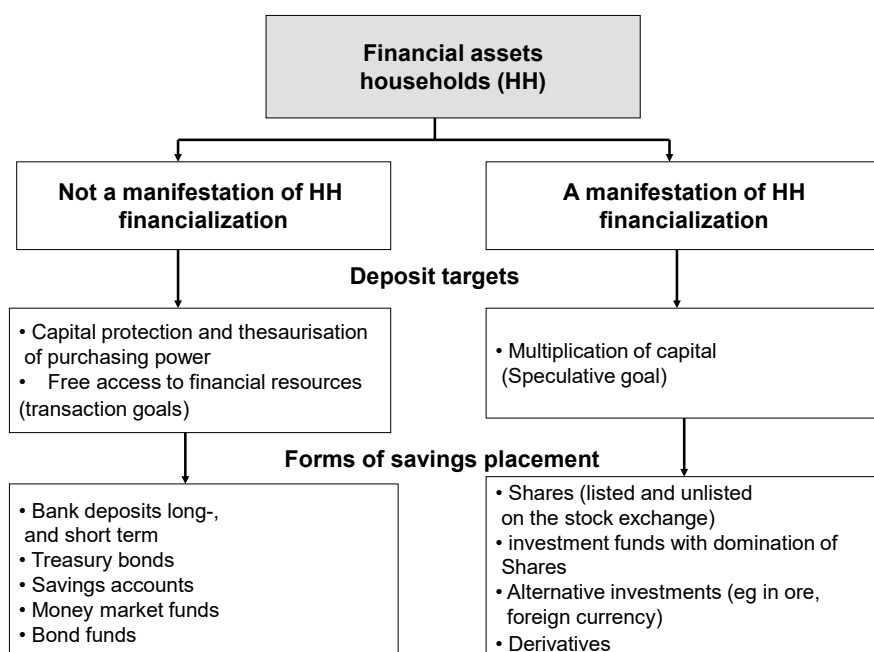 Financial assets
households (HH)
Not a manifestation of HH
financialization
A manifestation of HH
financialization
Deposit targets
• Capital protection and thesaurisation
of purchasing power
• Free access to financial resources
(transaction goals)
• Multiplication of capital
(Speculative goal)
Forms of savings placement
• Bank deposits long-,
and short term
• Treasury bonds
• Savings accounts
• Money market funds
• Bond funds
• Shares (listed and unlisted
on the stock exchange)
• investment funds with domination of
Shares
• Alternative investments (eg in ore,
foreign currency)
• Derivatives